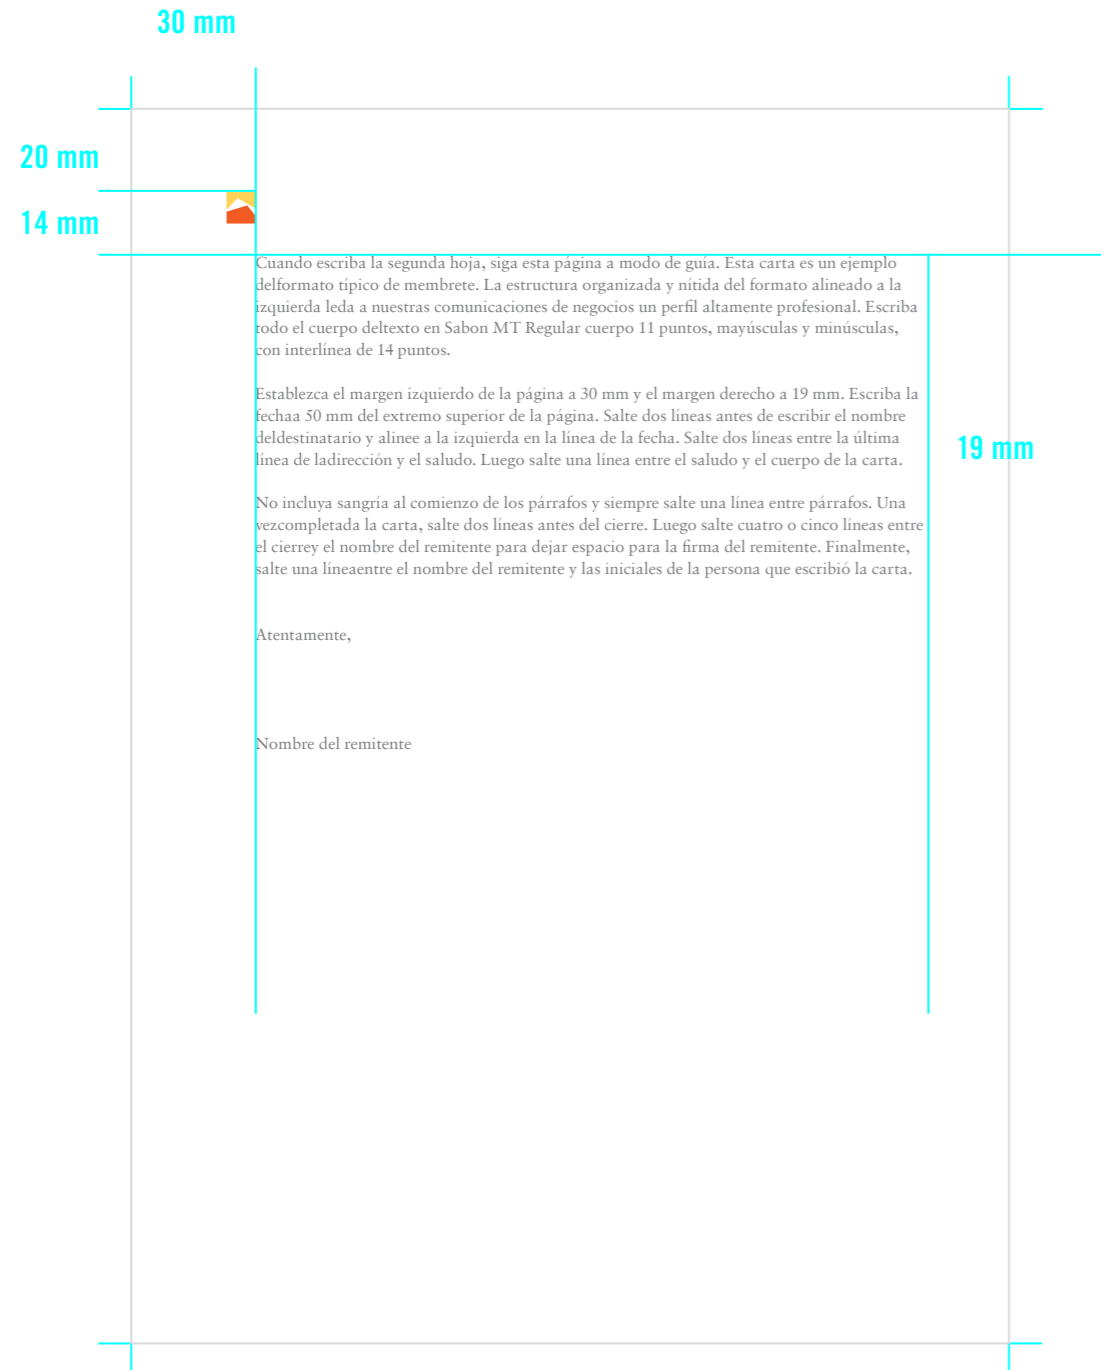 30 mm
20 mm
14 mm
Cuando escriba la segunda hoja, siga esta página a modo de guía. Esta carta es un ejemplo
delformato típico de membrete. La estructura organizada y nítida del formato alineado a la
izquierda leda a nuestras comunicaciones de negocios un perfil altamente profesional. Escriba
todo el cuerpo deltexto en Sabon MT Regular cuerpo 11 puntos, mayúsculas y minúsculas,
con interlínea de 14 puntos.
Establezca el margen izquierdo de la página a 30 mm y el margen derecho a 19 mm. Escriba la
fechaa 50 mm del extremo superior de la página. Salte dos líneas antes de escribir el nombre
deldestinatario y alinee a la izquierda en la línea de la fecha. Salte dos líneas entre la última
línea de ladirección y el saludo. Luego salte una línea entre el saludo y el cuerpo de la carta.
19 mm
No incluya sangría al comienzo de los párrafos y siempre salte una línea entre párrafos. Una
vezcompletada la carta, salte dos líneas antes del cierre. Luego salte cuatro o cinco líneas entre
el cierrey el nombre del remitente para dejar espacio para la firma del remitente. Finalmente,
salte una líneaentre el nombre del remitente y las iniciales de la persona que escribió la carta.
Atentamente,
Nombre del remitente